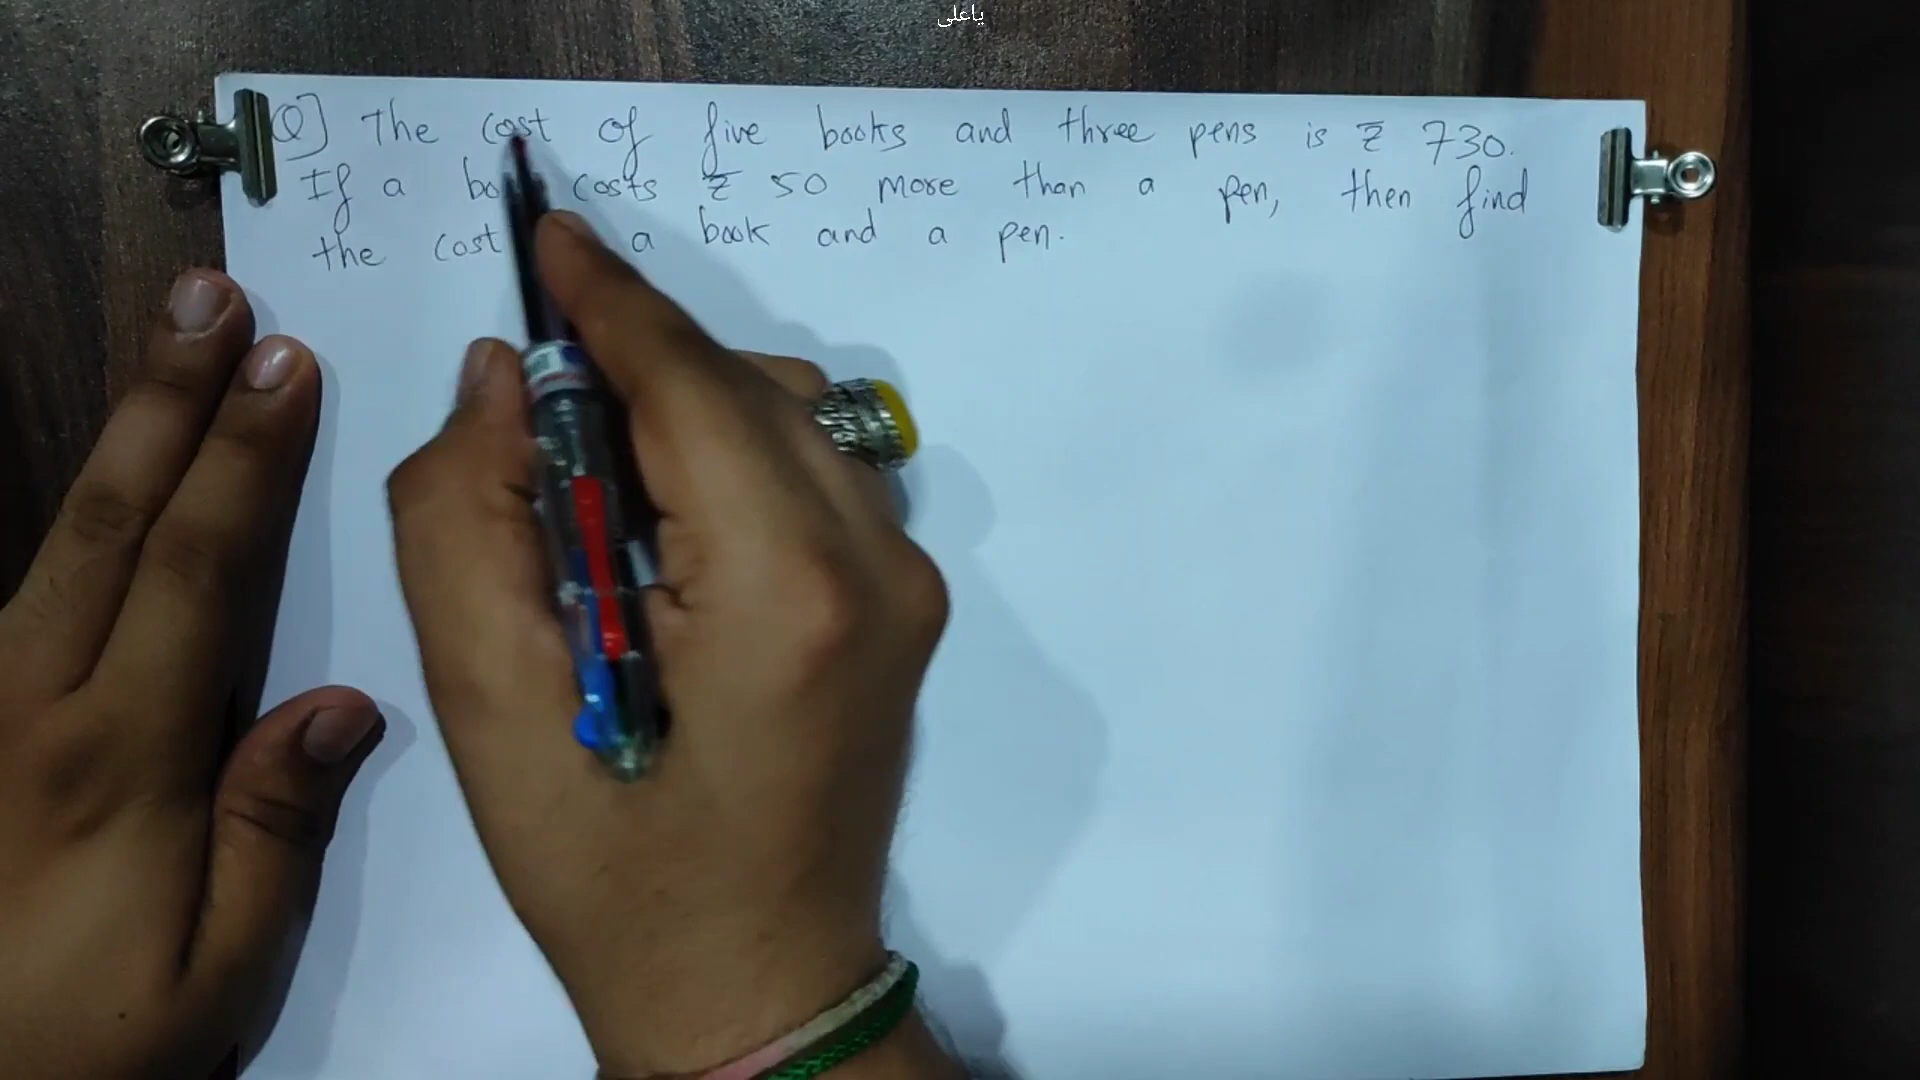 یاعلی
Q] The cost of five books and three pens is ₹ 730.
If a costs ₹ 50 more than a pen, then find
the cost a book and a pen.